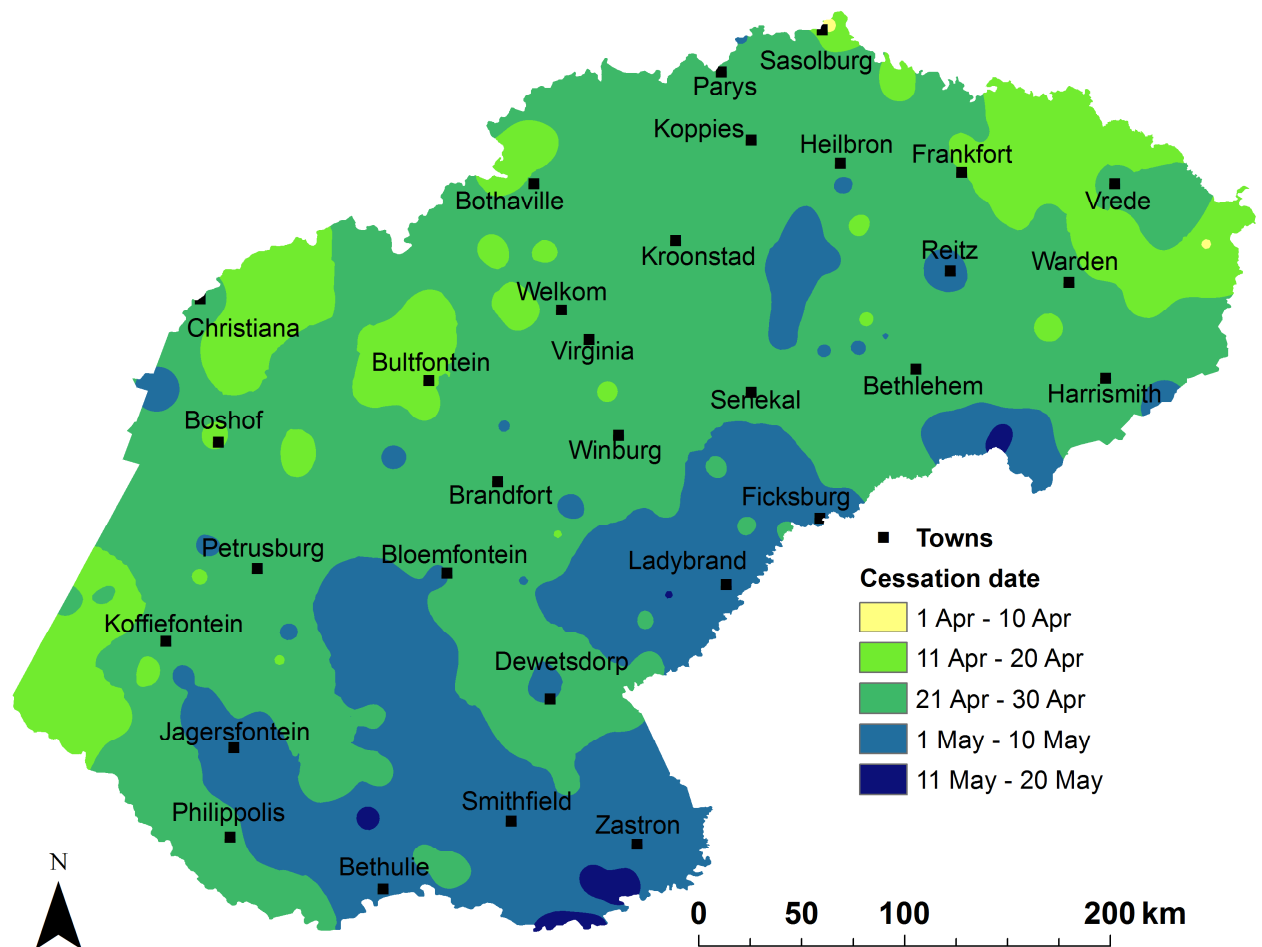 Sasolburg
Parys
Koppies
Heilbron
Frankfort
Bothaville
Vrede
Kroonstad
Reitz
Warden
Welkom
Christiana
Virginia
Bultfontein
Bethlehem
Harrismith
Senekal
Boshof
Winburg
Brandfort
Ficksburg
Petrusburg
Bloemfontein
Ladybrand
Koffiefontein
Dewetsdorp
Jagersfontein
Smithfield
Philippolis
Zastron
Bethulie
Towns
Cessation date
1 Apr - 10 Apr
11 Apr - 20 Apr
21 Apr - 30 Apr
1 May - 10 May
11 May - 20 May
N
0 50 100 200 km